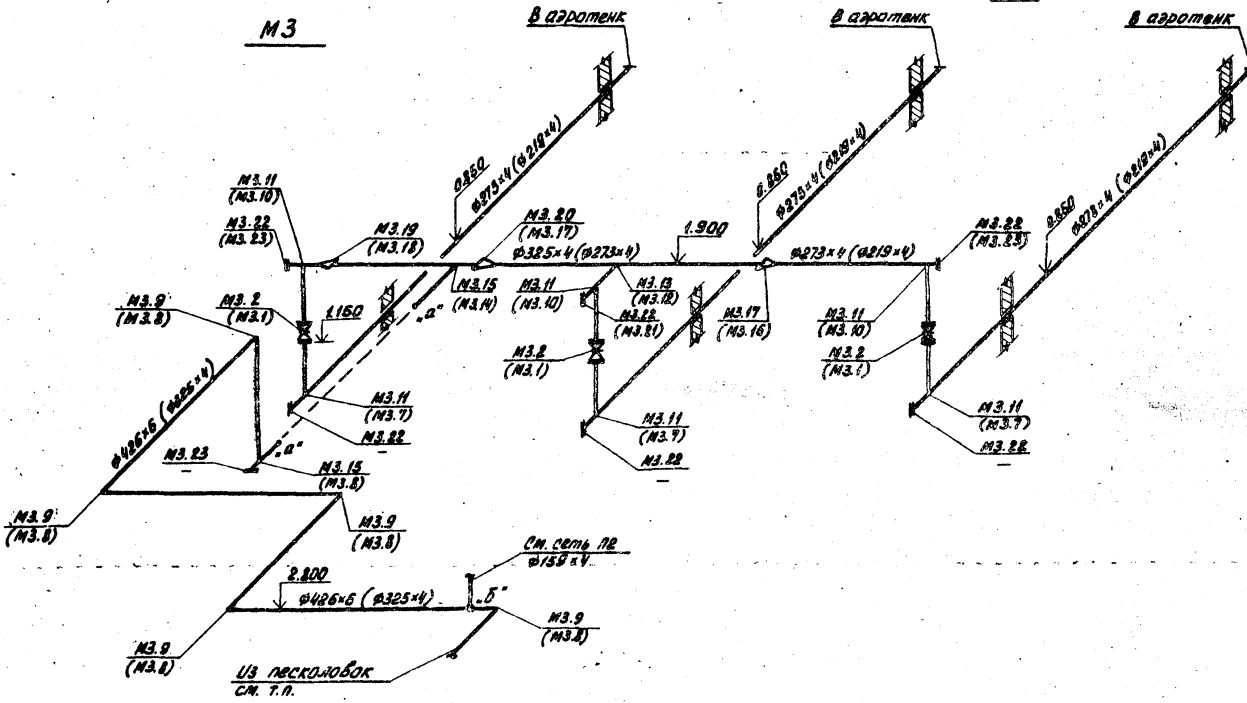 М3
В аэротенк
В аэротенк
В аэротенк
0.860
ф273×4 (ф219×4)
0.860
ф273×4 (ф219×4)
0.860
ф273×4 (ф219×4)
М3.11
(М3.10)
М3.22
(М3.23)
М3.19
(М3.18)
М3.20
(М3.17)
ф325×4 (ф273×4)
1.900
ф273×4 (ф219×4)
М3.22
(М3.23)
М3.9
(М3.8)
М3.2
(М3.1)
1.160
„а"
М3.15
(М3.14)
М3.11
(М3.10)
М3.13
(М3.12)
М3.22
(М3.21)
М3.17
(М3.16)
М3.11
(М3.10)
М3.2
(М3.1)
М3.2
(М3.1)
ф426×6 (ф325×4)
М3.11
(М3.7)
М3.22
–
М3.11
(М3.7)
М3.22
–
М3.11
(М3.7)
М3.22
–
М3.23
–
„а"
М3.15
(М3.8)
М3.9
(М3.8)
М3.9
(М3.8)
См. сеть П2
ф159×4
2.200
ф426×6 (ф325×4)
„Б"
М3.9
(М3.8)
М3.9
(М3.8)
Из песколовок
см. т.п.